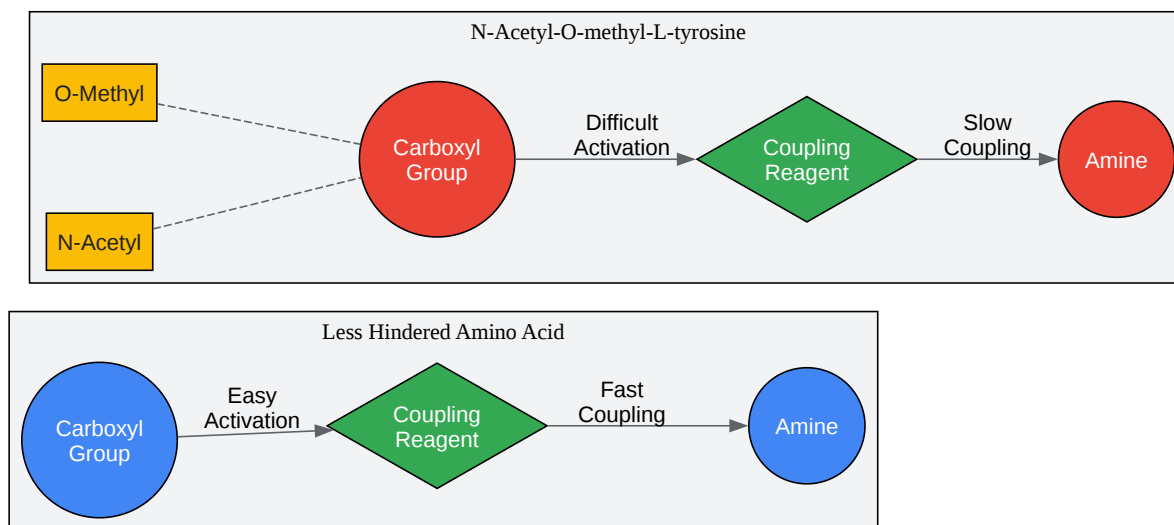 N-Acetyl-O-methyl-L-tyrosine
O-Methyl
N-Acetyl
Carboxyl
Group
Difficult
Activation
Coupling
Reagent
Slow
Coupling
Amine
Less Hindered Amino Acid
Carboxyl
Group
Easy
Activation
Coupling
Reagent
Fast
Coupling
Amine